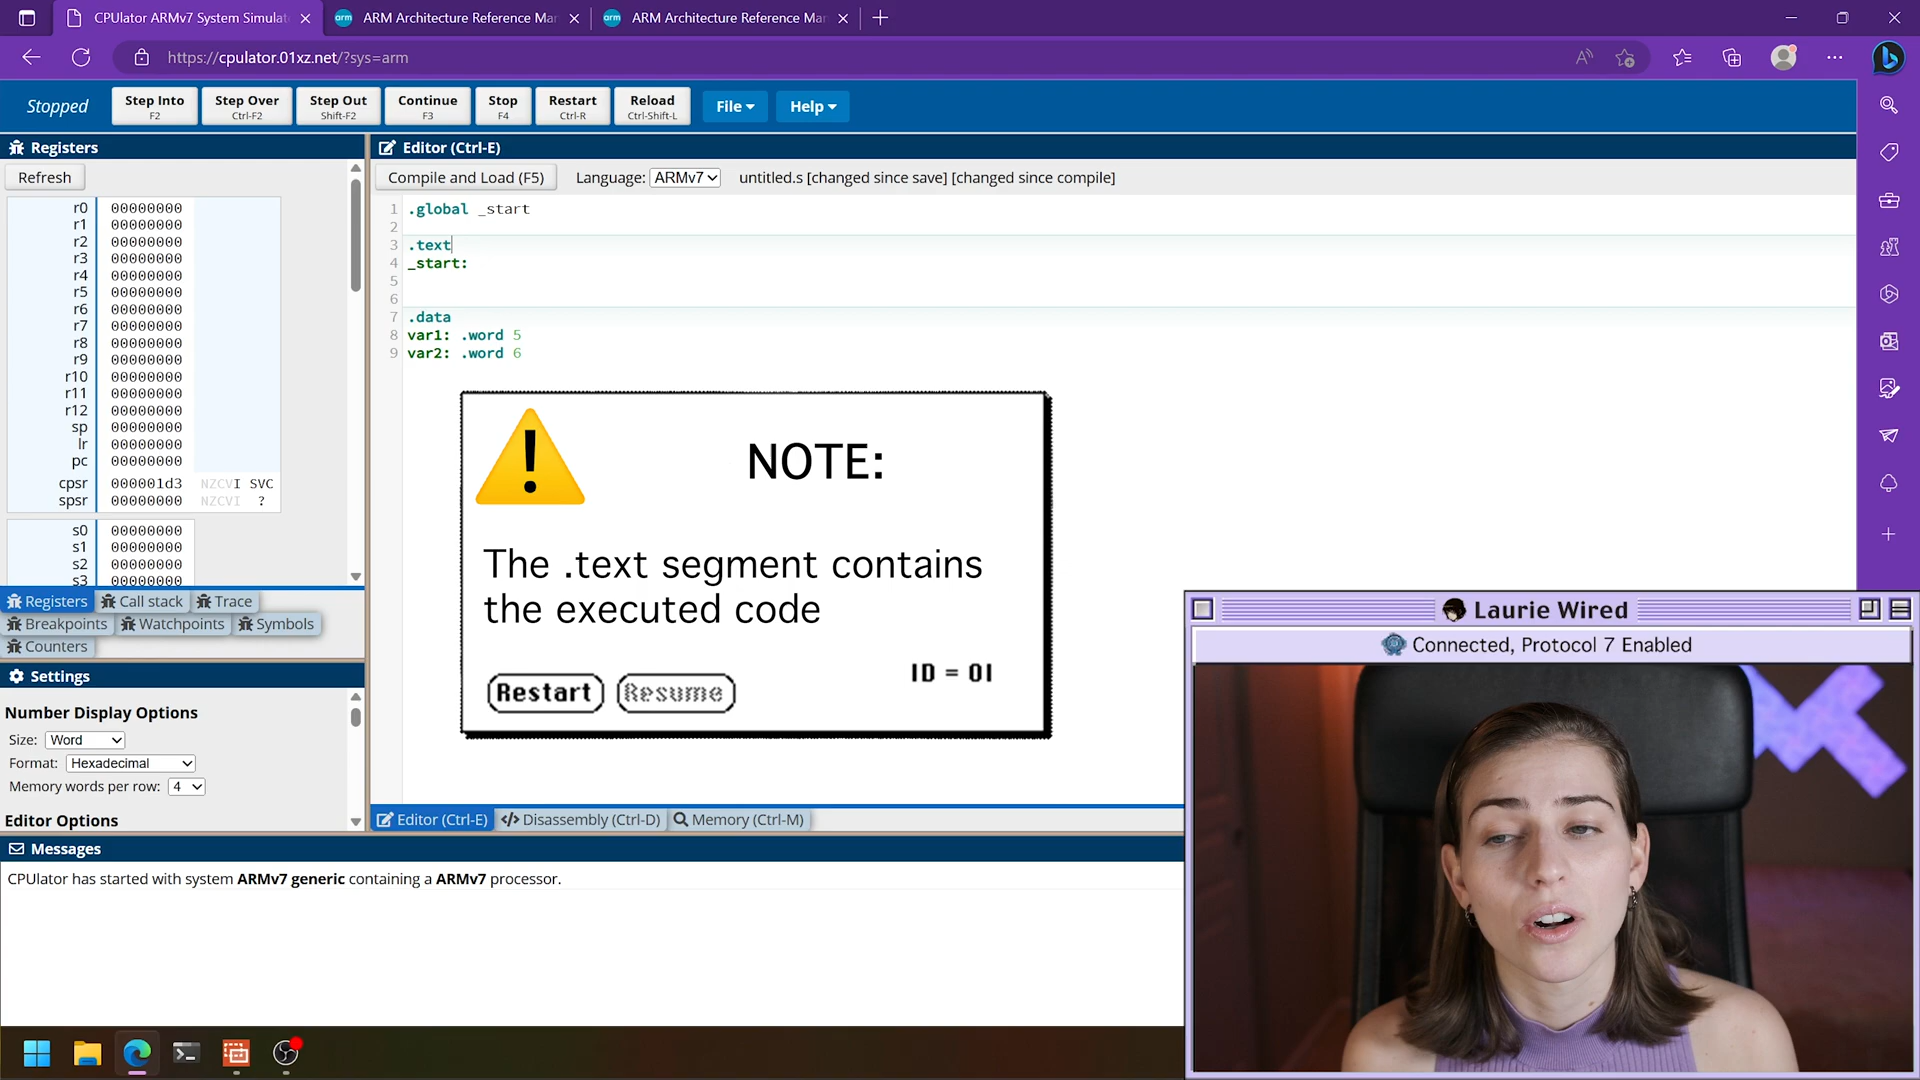 CPUlator ARMv7 System Simulat
ARM Architecture Reference Ma
ARM Architecture Reference Ma
https://cpulator.01xz.net/?sys=arm
Stopped
Step Into
F2
Step Over
Ctrl-F2
Step Out
Shift-F2
Continue
F3
Stop
F4
Restart
Ctrl-R
Reload
Ctrl-Shift-L
File
Help
Registers
Refresh
r0 00000000
r1 00000000
r2 00000000
r3 00000000
r4 00000000
r5 00000000
r6 00000000
r7 00000000
r8 00000000
r9 00000000
r10 00000000
r11 00000000
r12 00000000
sp 00000000
lr 00000000
pc 00000000
cpsr 000001d3 NZCVI SVC
spsr 00000000 NZCVI ?
s0 00000000
s1 00000000
s2 00000000
s3 00000000
Registers Call stack Trace
Breakpoints Watchpoints Symbols
Counters
Settings
Number Display Options
Size: Word
Format: Hexadecimal
Memory words per row: 4
Editor Options
Editor (Ctrl-E)
Compile and Load (F5) Language: ARMv7 untitled.s [changed since save] [changed since compile]
1 .global _start
2
3 .text
4 _start:
5
6
7 .data
8 var1: .word 5
9 var2: .word 6
NOTE:
The .text segment contains
the executed code
ID = 01
Restart Resume
Editor (Ctrl-E) Disassembly (Ctrl-D) Memory (Ctrl-M)
Messages
CPUlator has started with system ARMv7 generic containing a ARMv7 processor.
Laurie Wired
Connected, Protocol 7 Enabled